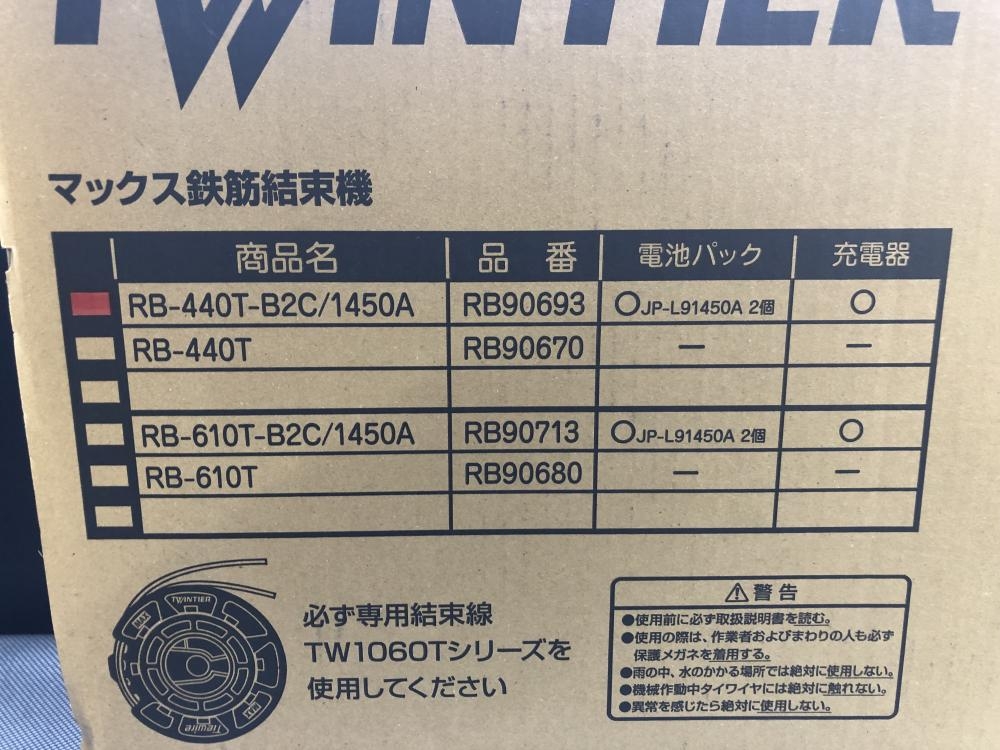 TWINTIER
マックス鉄筋結束機
商品名 品番 電池パック 充電器
RB-440T-B2C/1450A RB90693 〇JP-L91450A 2個 〇
RB-440T RB90670 ー ー
RB-610T-B2C/1450A RB90713 〇JP-L91450A 2個 〇
RB-610T RB90680 ー ー
TWINTIER
MAX
MAX
Tiewire
必ず専用結束線
TW1060Tシリーズを
使用してください
⚠警告
●使用前に必ず取扱説明書を読む。
●使用の際は、作業者およびまわりの人も必ず
保護メガネを着用する。
●雨の中、水のかかる場所では絶対に使用しない。
●機械作動中タイワイヤには絶対に触れない。
●異常を感じたら絶対に使用しない。